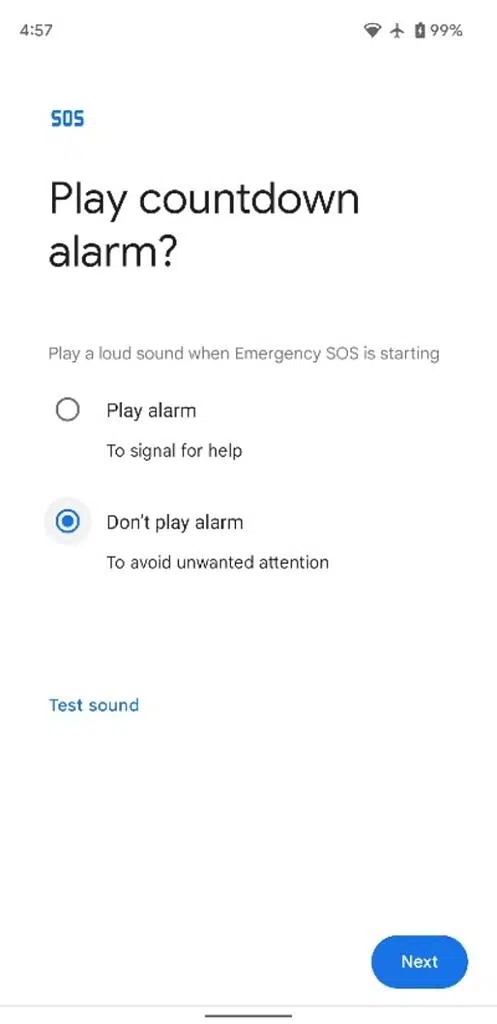 4:57 99%
SOS
Play countdown
alarm?
Play a loud sound when Emergency SOS is starting
Play alarm
To signal for help
Don't play alarm
To avoid unwanted attention
Test sound
Next